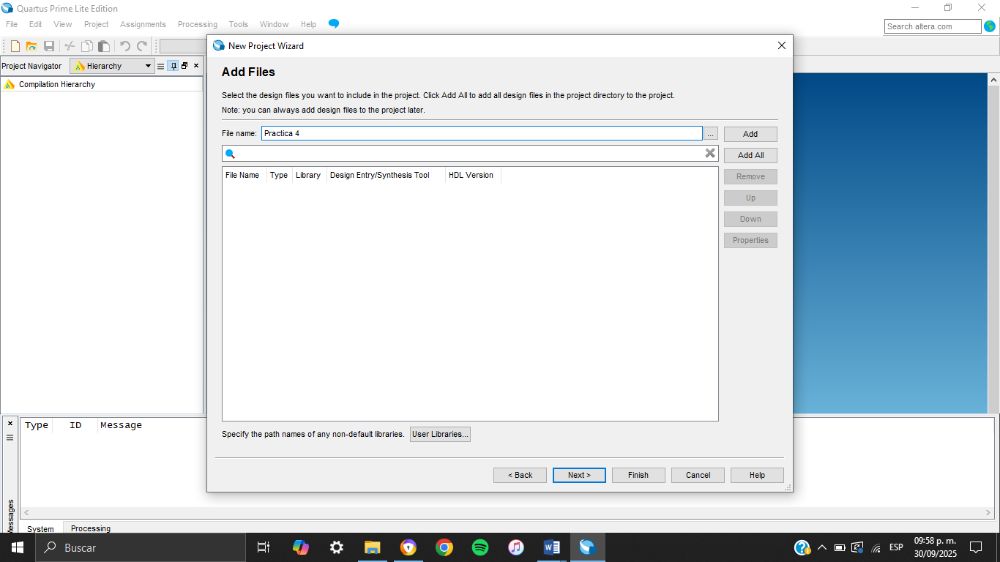 Quartus Prime Lite Edition
File Edit View Project Assignments Processing Tools Window Help
Search altera.com
New Project Wizard
Project Navigator Hierarchy
Compilation Hierarchy
Add Files
Select the design files you want to include in the project. Click Add All to add all design files in the project directory to the project.
Note: you can always add design files to the project later.
File name: Practica 4 ... Add
Add All
File Name Type Library Design Entry/Synthesis Tool HDL Version
Remove
Up
Down
Properties
Specify the path names of any non-default libraries. User Libraries...
< Back Next > Finish Cancel Help
Type ID Message
Messages
System Processing
Buscar
ESP
09:58 p. m.
30/09/2025